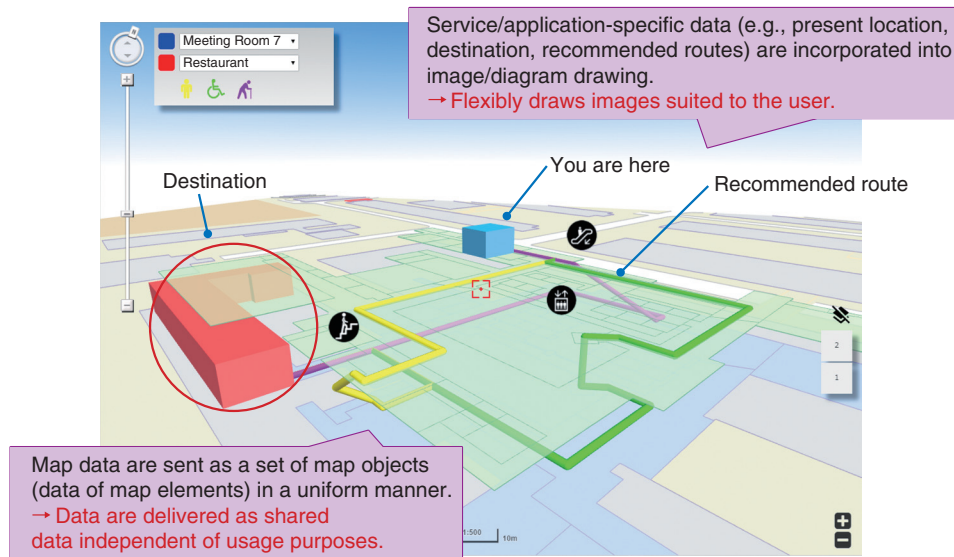 Service/application-specific data (e.g., present location,
destination, recommended routes) are incorporated into
image/diagram drawing.
→ Flexibly draws images suited to the user.
N
Meeting Room 7
Restaurant
You are here
Destination
Recommended route
2
1
Map data are sent as a set of map objects
(data of map elements) in a uniform manner.
→ Data are delivered as shared
data independent of usage purposes.
1:500
10m